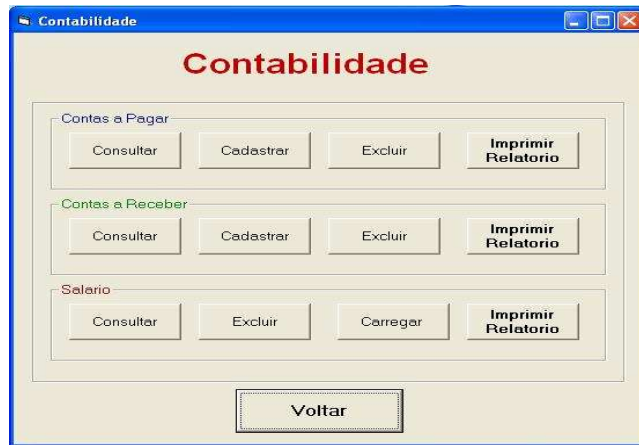 Contabilidade
Contabilidade
Contas a Pagar
Consultar Cadastrar Excluir Imprimir
Relatorio
Contas a Receber
Consultar Cadastrar Excluir Imprimir
Relatorio
Salario
Consultar Excluir Carregar Imprimir
Relatorio
Voltar